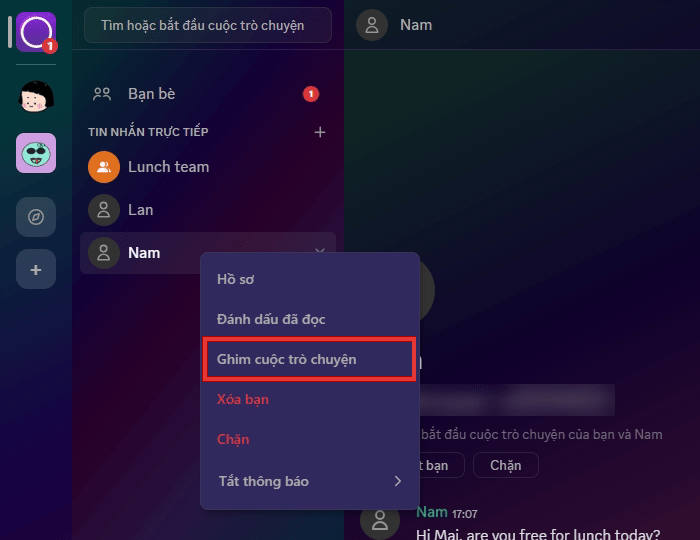 1
Tìm hoặc bắt đầu cuộc trò chuyện
Nam
Bạn bè
1
TIN NHẮN TRỰC TIẾP
Lunch team
Lan
Nam
Hồ sơ
Đánh dấu đã đọc
Ghim cuộc trò chuyện
Xóa bạn
Chặn
Tắt thông báo
bắt đầu cuộc trò chuyện của bạn và Nam
bạn
Chặn
Nam 17:07
Hi Mai, are you free for lunch today?